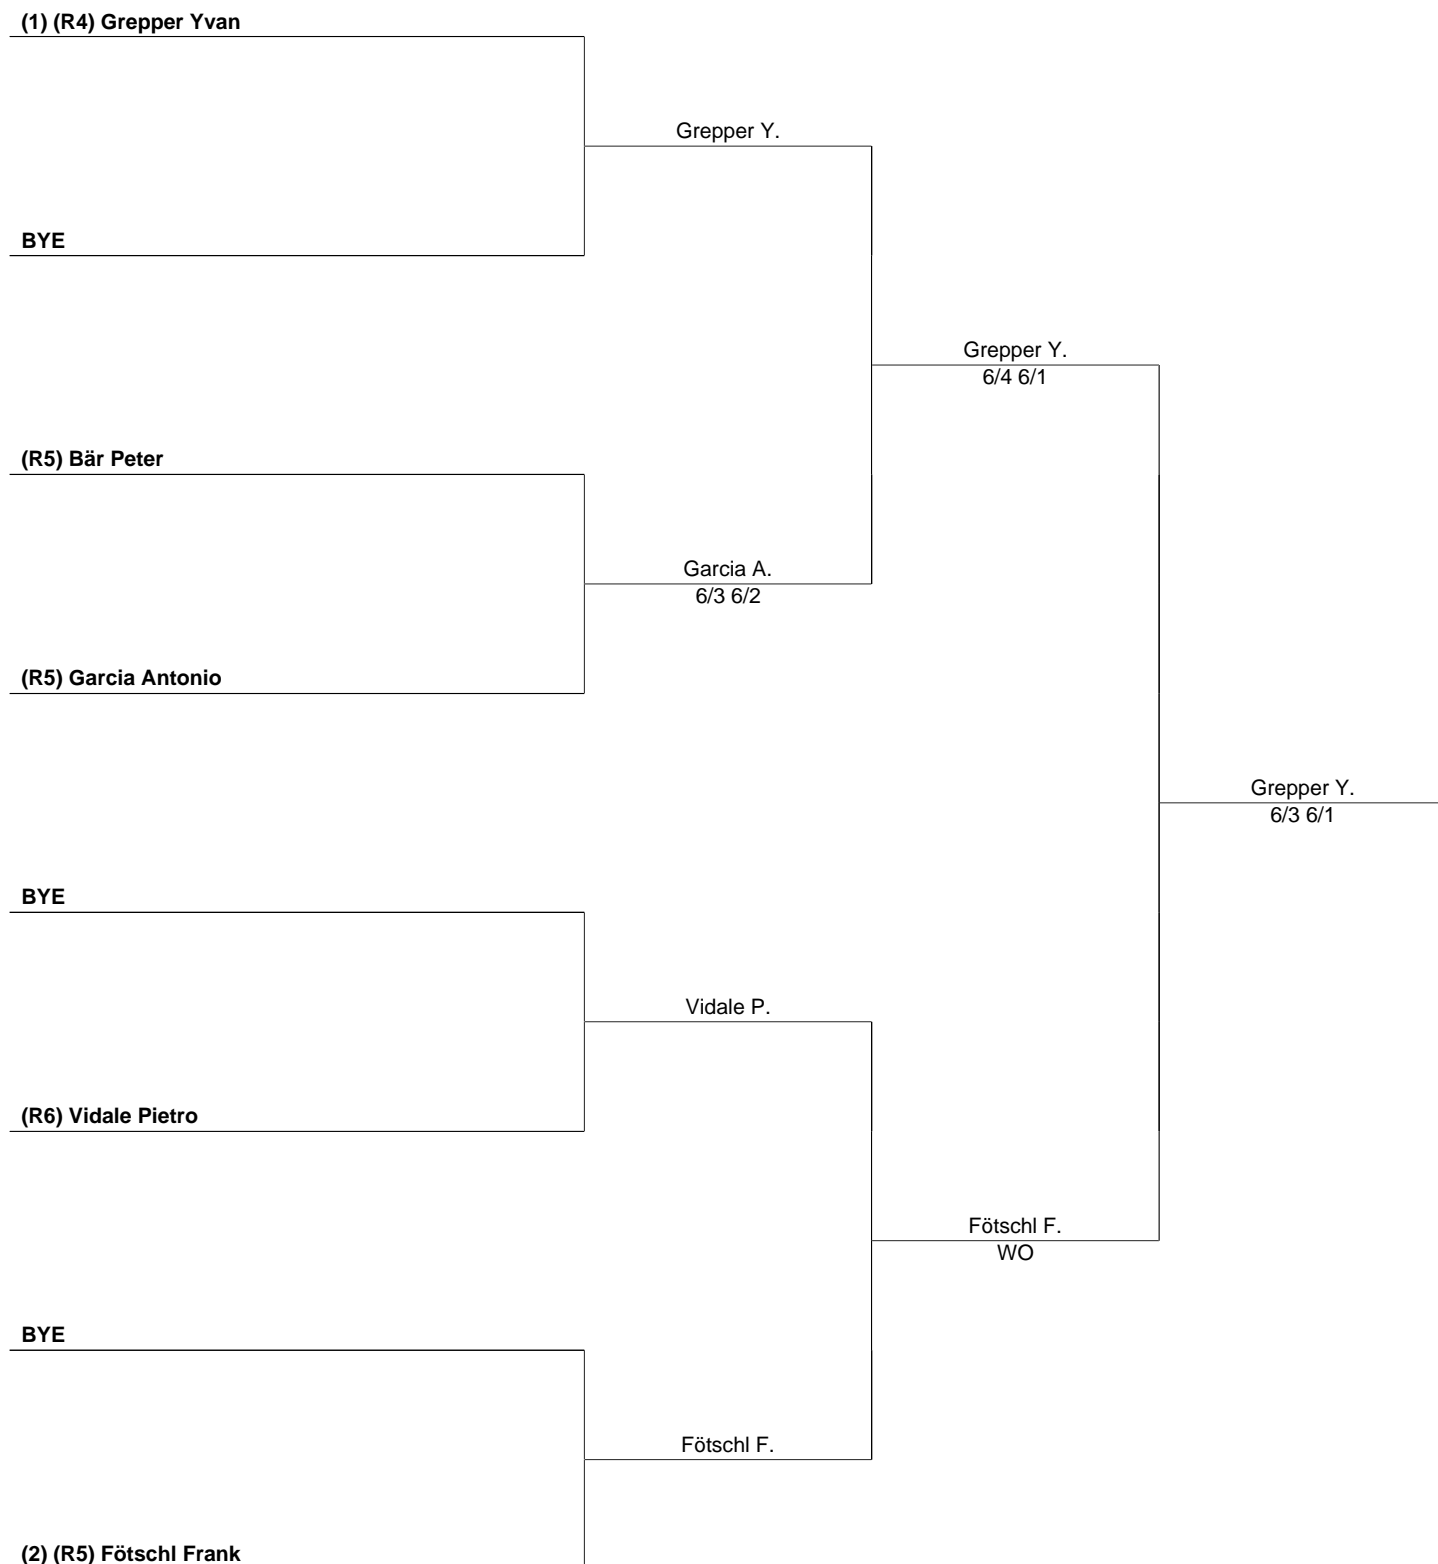 (1) (R4) Grepper Yvan
Grepper Y.
BYE
Grepper Y.
6/4 6/1
(R5) Bär Peter
Garcia A.
6/3 6/2
(R5) Garcia Antonio
Grepper Y.
6/3 6/1
BYE
Vidale P.
(R6) Vidale Pietro
Fötschl F.
WO
BYE
Fötschl F.
(2) (R5) Fötschl Frank